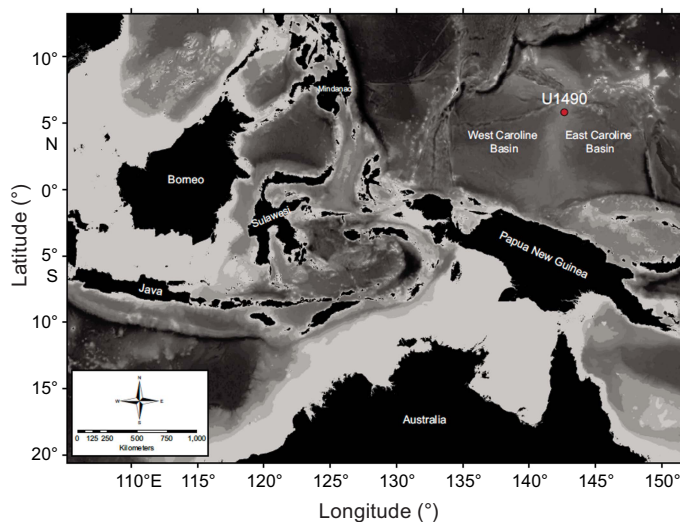 10°
Mindanao
U1490
5°
N
West Caroline
Basin
East Caroline
Basin
Borneo
0°
Sulawesi
Latitude (°)
5°
S
Papua New Guinea
Java
10°
15°
N
W
E
S
0 125 250 500 750 1,000
Kilometers
Australia
20°
110°E 115° 120° 125° 130° 135° 140° 145° 150°
Longitude (°)